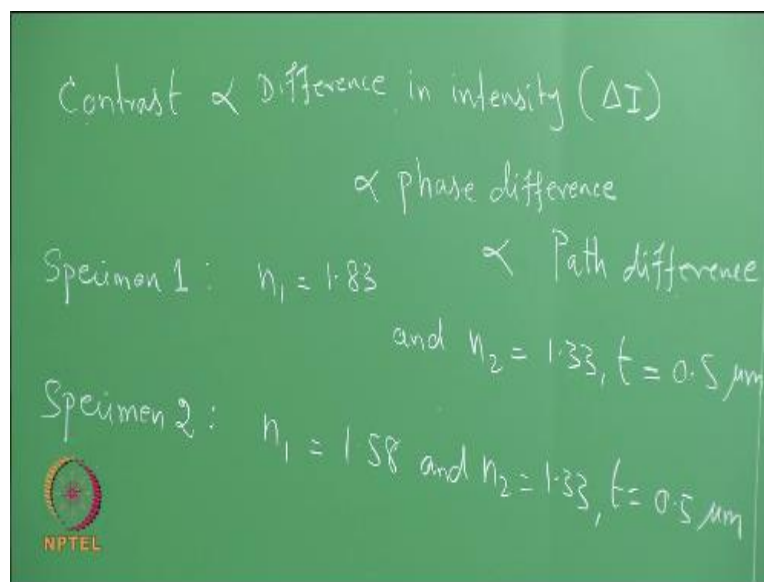 Contrast ∝ Difference in intensity (ΔI)
∝ phase difference
∝ Path difference
Specimen 1 : n₁ = 1.83
and n₂ = 1.33, t = 0.5 μm
Specimen 2 : n₁ = 1.58 and n₂ = 1.33, t = 0.5 μm
NPTEL